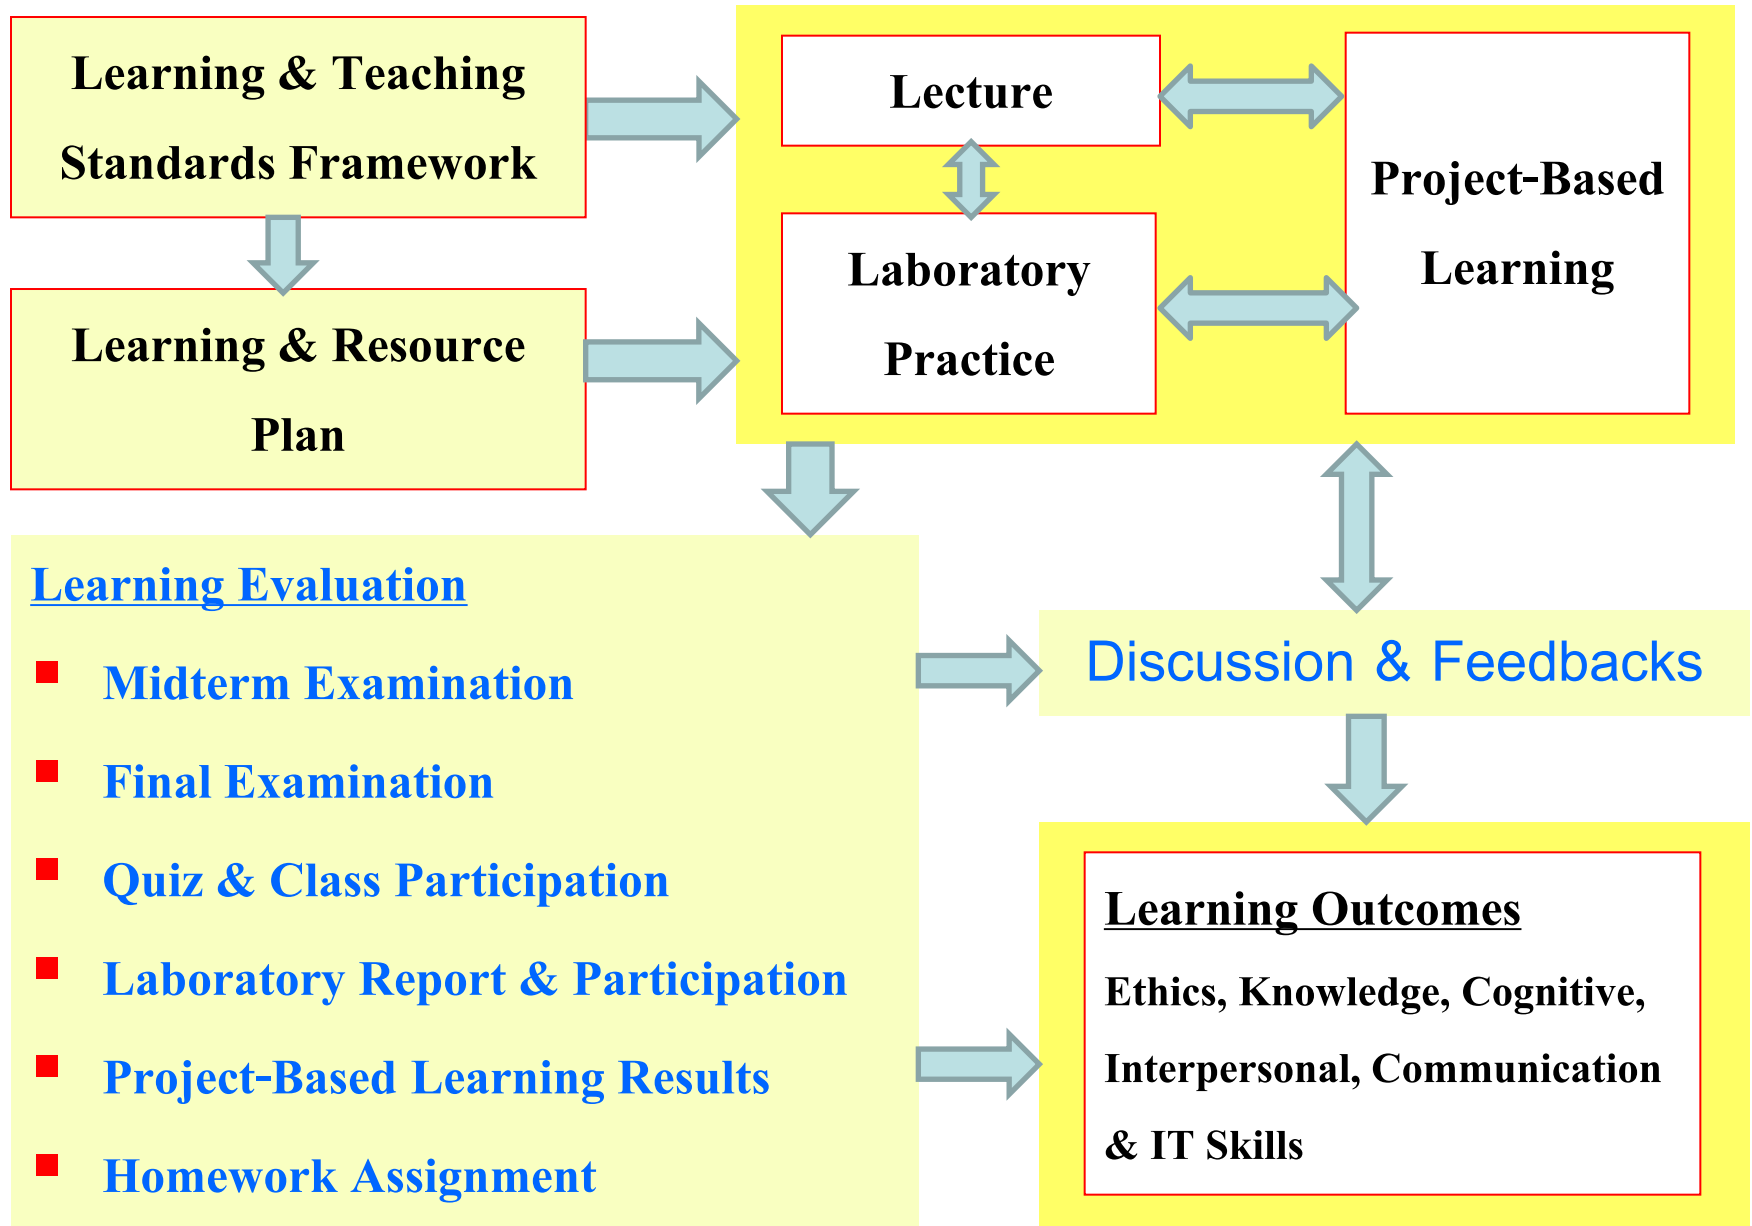 Learning & Teaching
Standards Framework
Learning & Resource
Plan
Lecture
Laboratory
Practice
Project-Based
Learning
Learning Evaluation
Midterm Examination
Final Examination
Quiz & Class Participation
Laboratory Report & Participation
Project-Based Learning Results
Homework Assignment
Discussion & Feedbacks
Learning Outcomes
Ethics, Knowledge, Cognitive,
Interpersonal, Communication
& IT Skills